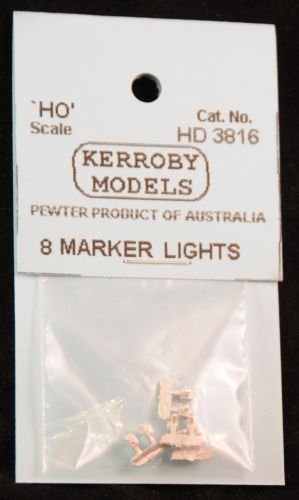 `HO'
Scale
Cat. No.
HD 3816
KERROBY
MODELS
PEWTER PRODUCT OF AUSTRALIA
8 MARKER LIGHTS